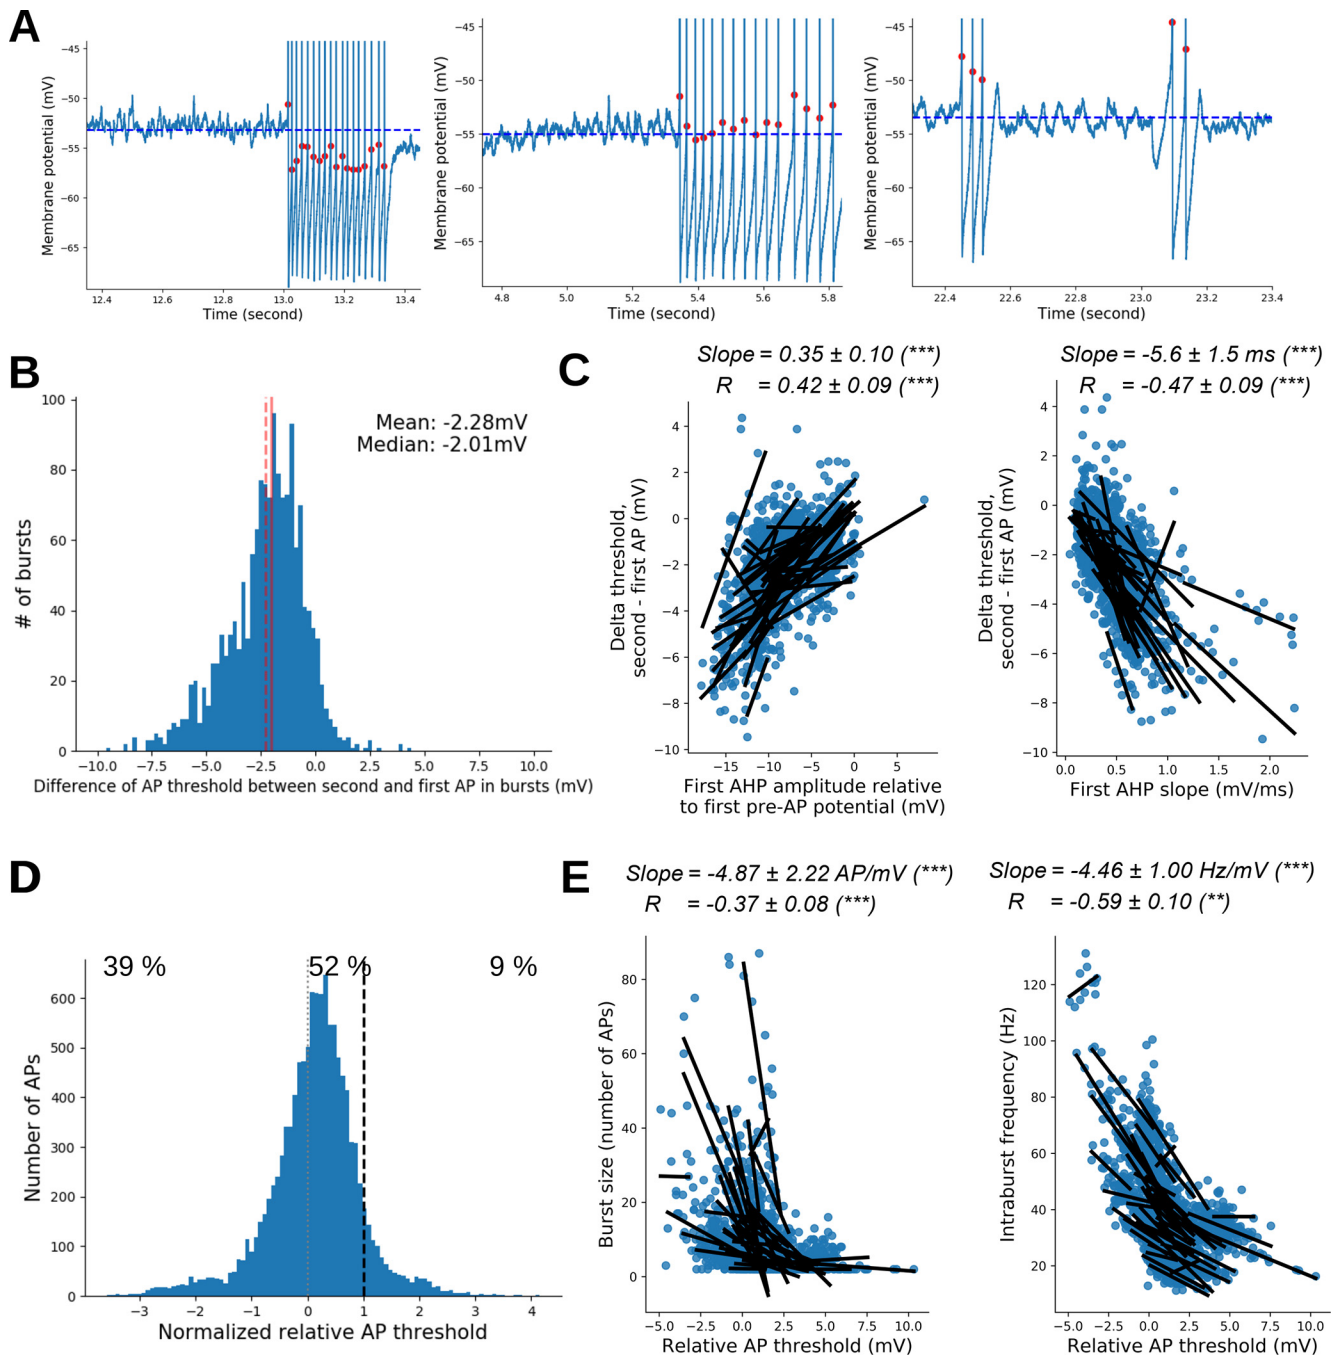 A
−45
−50
−55
−60
−65
Membrane potential (mV)
12.4 12.6 12.8 13.0 13.2 13.4
Time (second)
−45
−50
−55
−60
−65
Membrane potential (mV)
4.8 5.0 5.2 5.4 5.6 5.8
Time (second)
−45
−50
−55
−60
−65
Membrane potential (mV)
22.4 22.6 22.8 23.0 23.2 23.4
Time (second)
B
Mean: -2.28mV
Median: -2.01mV
100
80
60
40
20
0
# of bursts
−10.0 −7.5 −5.0 −2.5 0.0 2.5 5.0 7.5 10.0
Difference of AP threshold between second and first AP in bursts (mV)
C
Slope = 0.35 ± 0.10 (***)
R = 0.42 ± 0.09 (***)
4
2
0
−2
−4
−6
−8
−10
Delta threshold,
second - first AP (mV)
−15 −10 −5 0 5
First AHP amplitude relative
to first pre-AP potential (mV)
Slope = -5.6 ± 1.5 ms (***)
R = -0.47 ± 0.09 (***)
4
2
0
−2
−4
−6
−8
−10
Delta threshold,
second - first AP (mV)
0.0 0.5 1.0 1.5 2.0
First AHP slope (mV/ms)
D
39 % 52 % 9 %
600
500
400
300
200
100
0
Number of APs
−3 −2 −1 0 1 2 3 4
Normalized relative AP threshold
E
Slope = -4.87 ± 2.22 AP/mV (***)
R = -0.37 ± 0.08 (***)
80
60
40
20
0
Burst size (number of APs)
−5.0 −2.5 0.0 2.5 5.0 7.5 10.0
Relative AP threshold (mV)
Slope = -4.46 ± 1.00 Hz/mV (***)
R = -0.59 ± 0.10 (**)
120
100
80
60
40
20
Intraburst frequency (Hz)
−5.0 −2.5 0.0 2.5 5.0 7.5 10.0
Relative AP threshold (mV)